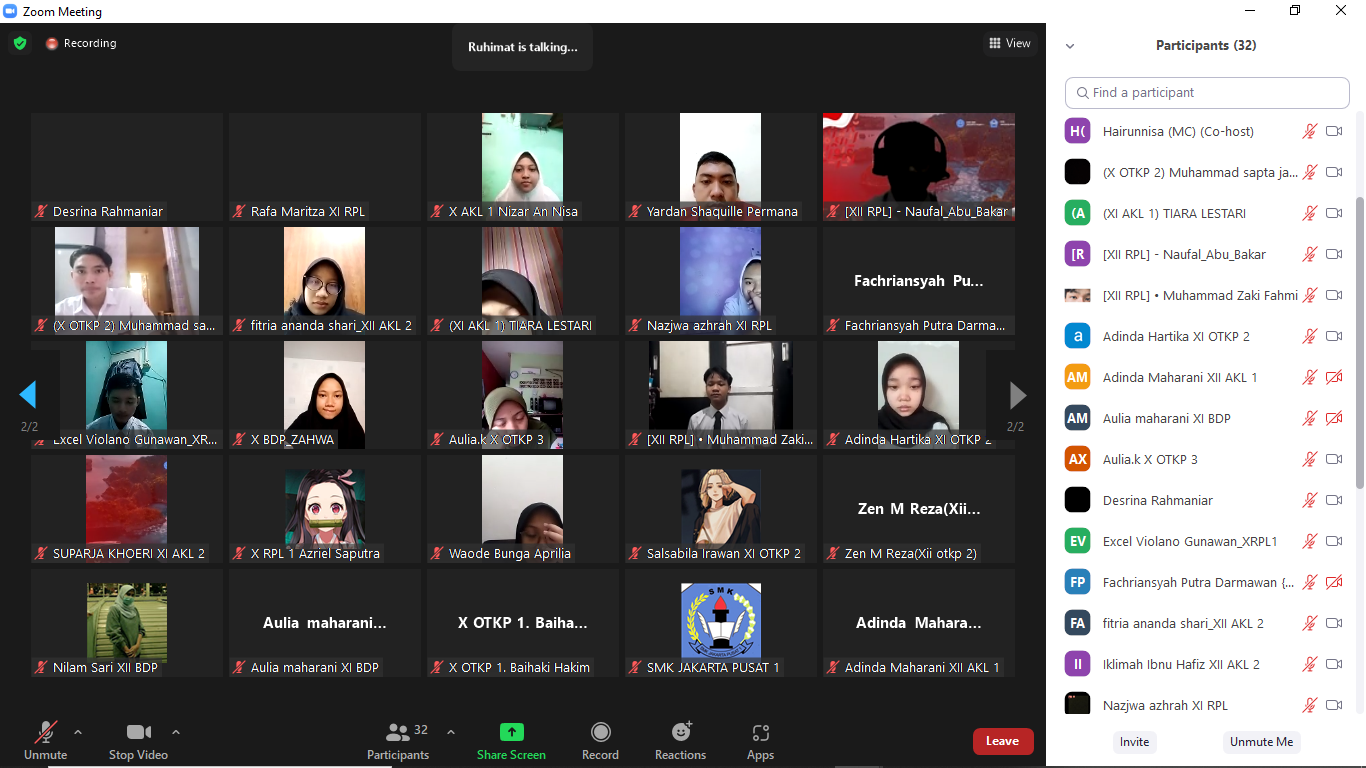 Zoom Meeting
Recording
Ruhimat is talking...
View
Desrina Rahmaniar
Rafa Maritza XI RPL
X AKL 1 Nizar An Nisa
Yardan Shaquille Permana
[XII RPL] - Naufal_Abu_Bakar
(X OTKP 2) Muhammad sa...
fitria ananda shari_XII AKL 2
(XI AKL 1) TIARA LESTARI
Nazjwa azhrah XI RPL
Fachriansyah Pu...
Fachriansyah Putra Darma...
2/2
Excel Violano Gunawan_XR...
X BDP_ZAHWA
Aulia.k X OTKP 3
[XII RPL] • Muhammad Zaki...
Adinda Hartika XI OTKP 2
2/2
SUPARJA KHOERI XI AKL 2
X RPL 1 Azriel Saputra
Waode Bunga Aprilia
Salsabila Irawan XI OTKP 2
Zen M Reza(Xii...
Zen M Reza(Xii otkp 2)
Nilam Sari XII BDP
Aulia maharani...
Aulia maharani XI BDP
X OTKP 1. Baiha...
X OTKP 1. Baihaki Hakim
SMK
SMK JAKARTA PUSAT 1
Adinda Mahara...
Adinda Maharani XII AKL 1
Unmute
Stop Video
32
Participants
Share Screen
Record
Reactions
Apps
Leave
Participants (32)
Find a participant
H( Hairunnisa (MC) (Co-host)
(X OTKP 2) Muhammad sapta ja...
(A (XI AKL 1) TIARA LESTARI
[R [XII RPL] - Naufal_Abu_Bakar
[XII RPL] • Muhammad Zaki Fahmi
a Adinda Hartika XI OTKP 2
AM Adinda Maharani XII AKL 1
AM Aulia maharani XI BDP
AX Aulia.k X OTKP 3
Desrina Rahmaniar
EV Excel Violano Gunawan_XRPL1
FP Fachriansyah Putra Darmawan {...
FA fitria ananda shari_XII AKL 2
II Iklimah Ibnu Hafiz XII AKL 2
Nazjwa azhrah XI RPL
Invite
Unmute Me